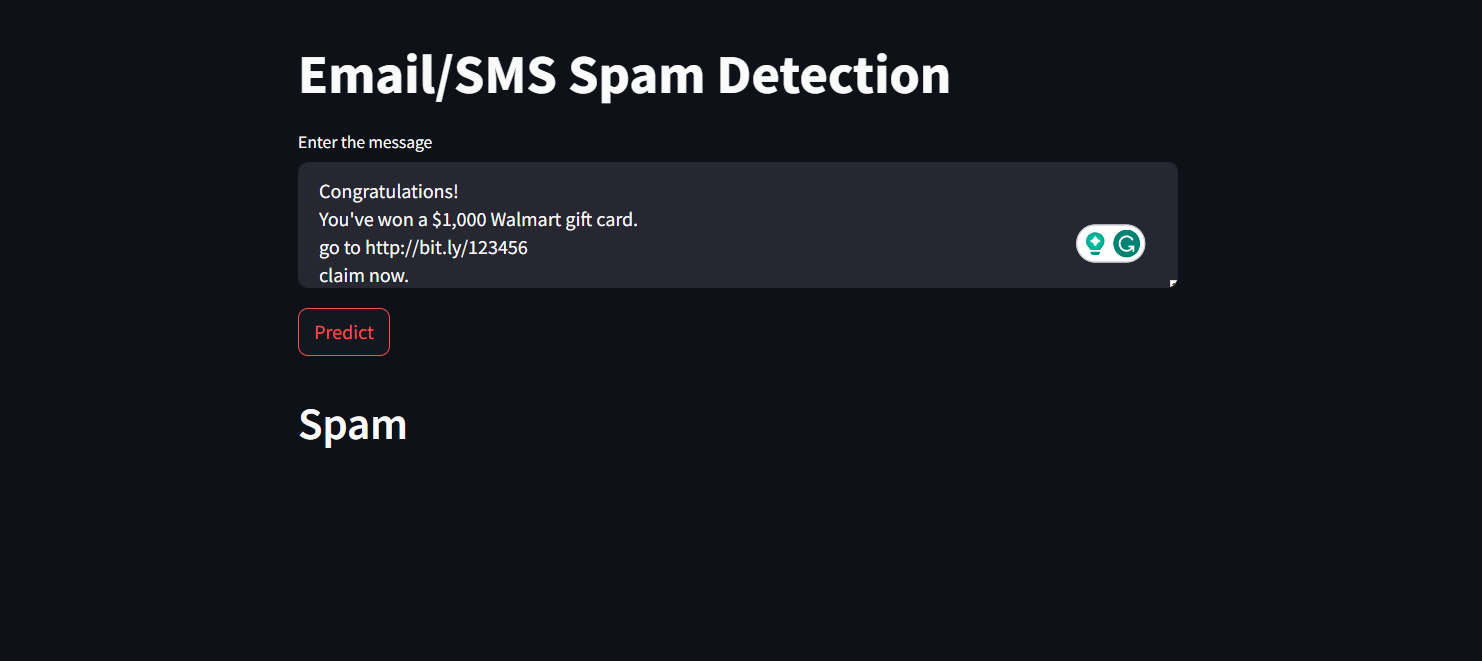 Email/SMS Spam Detection
Enter the message
Congratulations!
You've won a $1,000 Walmart gift card.
go to http://bit.ly/123456
claim now.
Predict
Spam